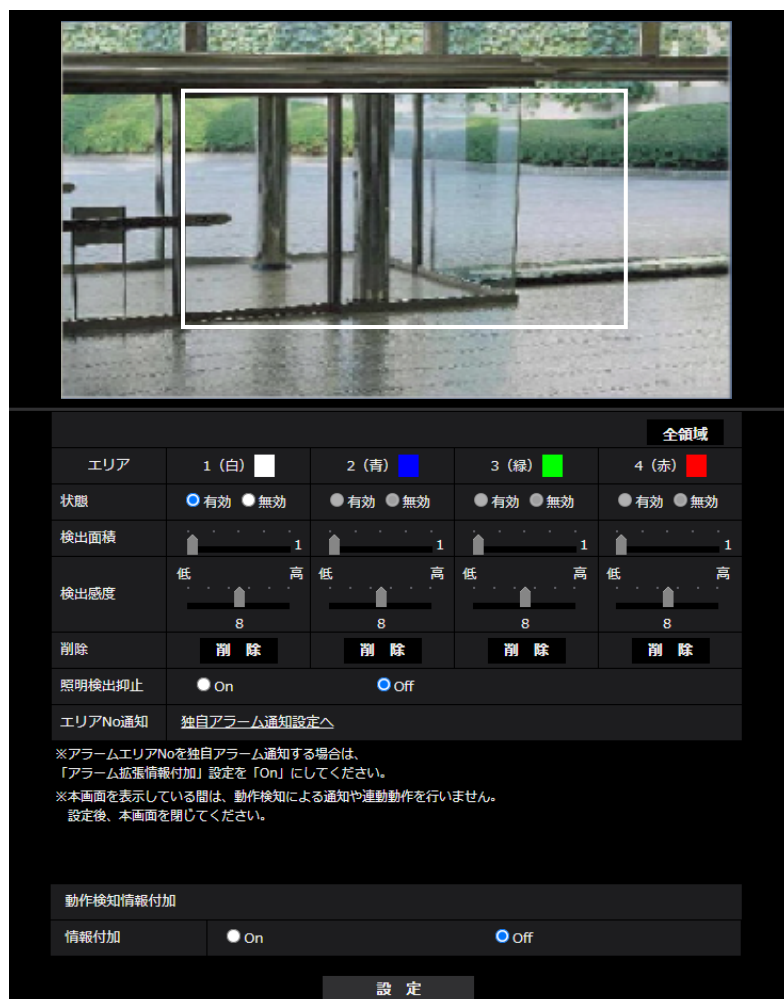 全領域
エリア 1（白） 2（青） 3（緑） 4（赤）
状態 有効 無効 有効 無効 有効 無効 有効 無効
検出面積 1 1 1 1
低 高 低 高 低 高 低 高
検出感度
8 8 8 8
削除 削 除 削 除 削 除 削 除
照明検出抑止 On Off
エリアNo通知 独自アラーム通知設定へ
※アラームエリアNoを独自アラーム通知する場合は、
「アラーム拡張情報付加」設定を「On」にしてください。
※本画面を表示している間は、動作検知による通知や連動動作を行いません。
設定後、本画面を閉じてください。
動作検知情報付加
情報付加 On Off
設 定